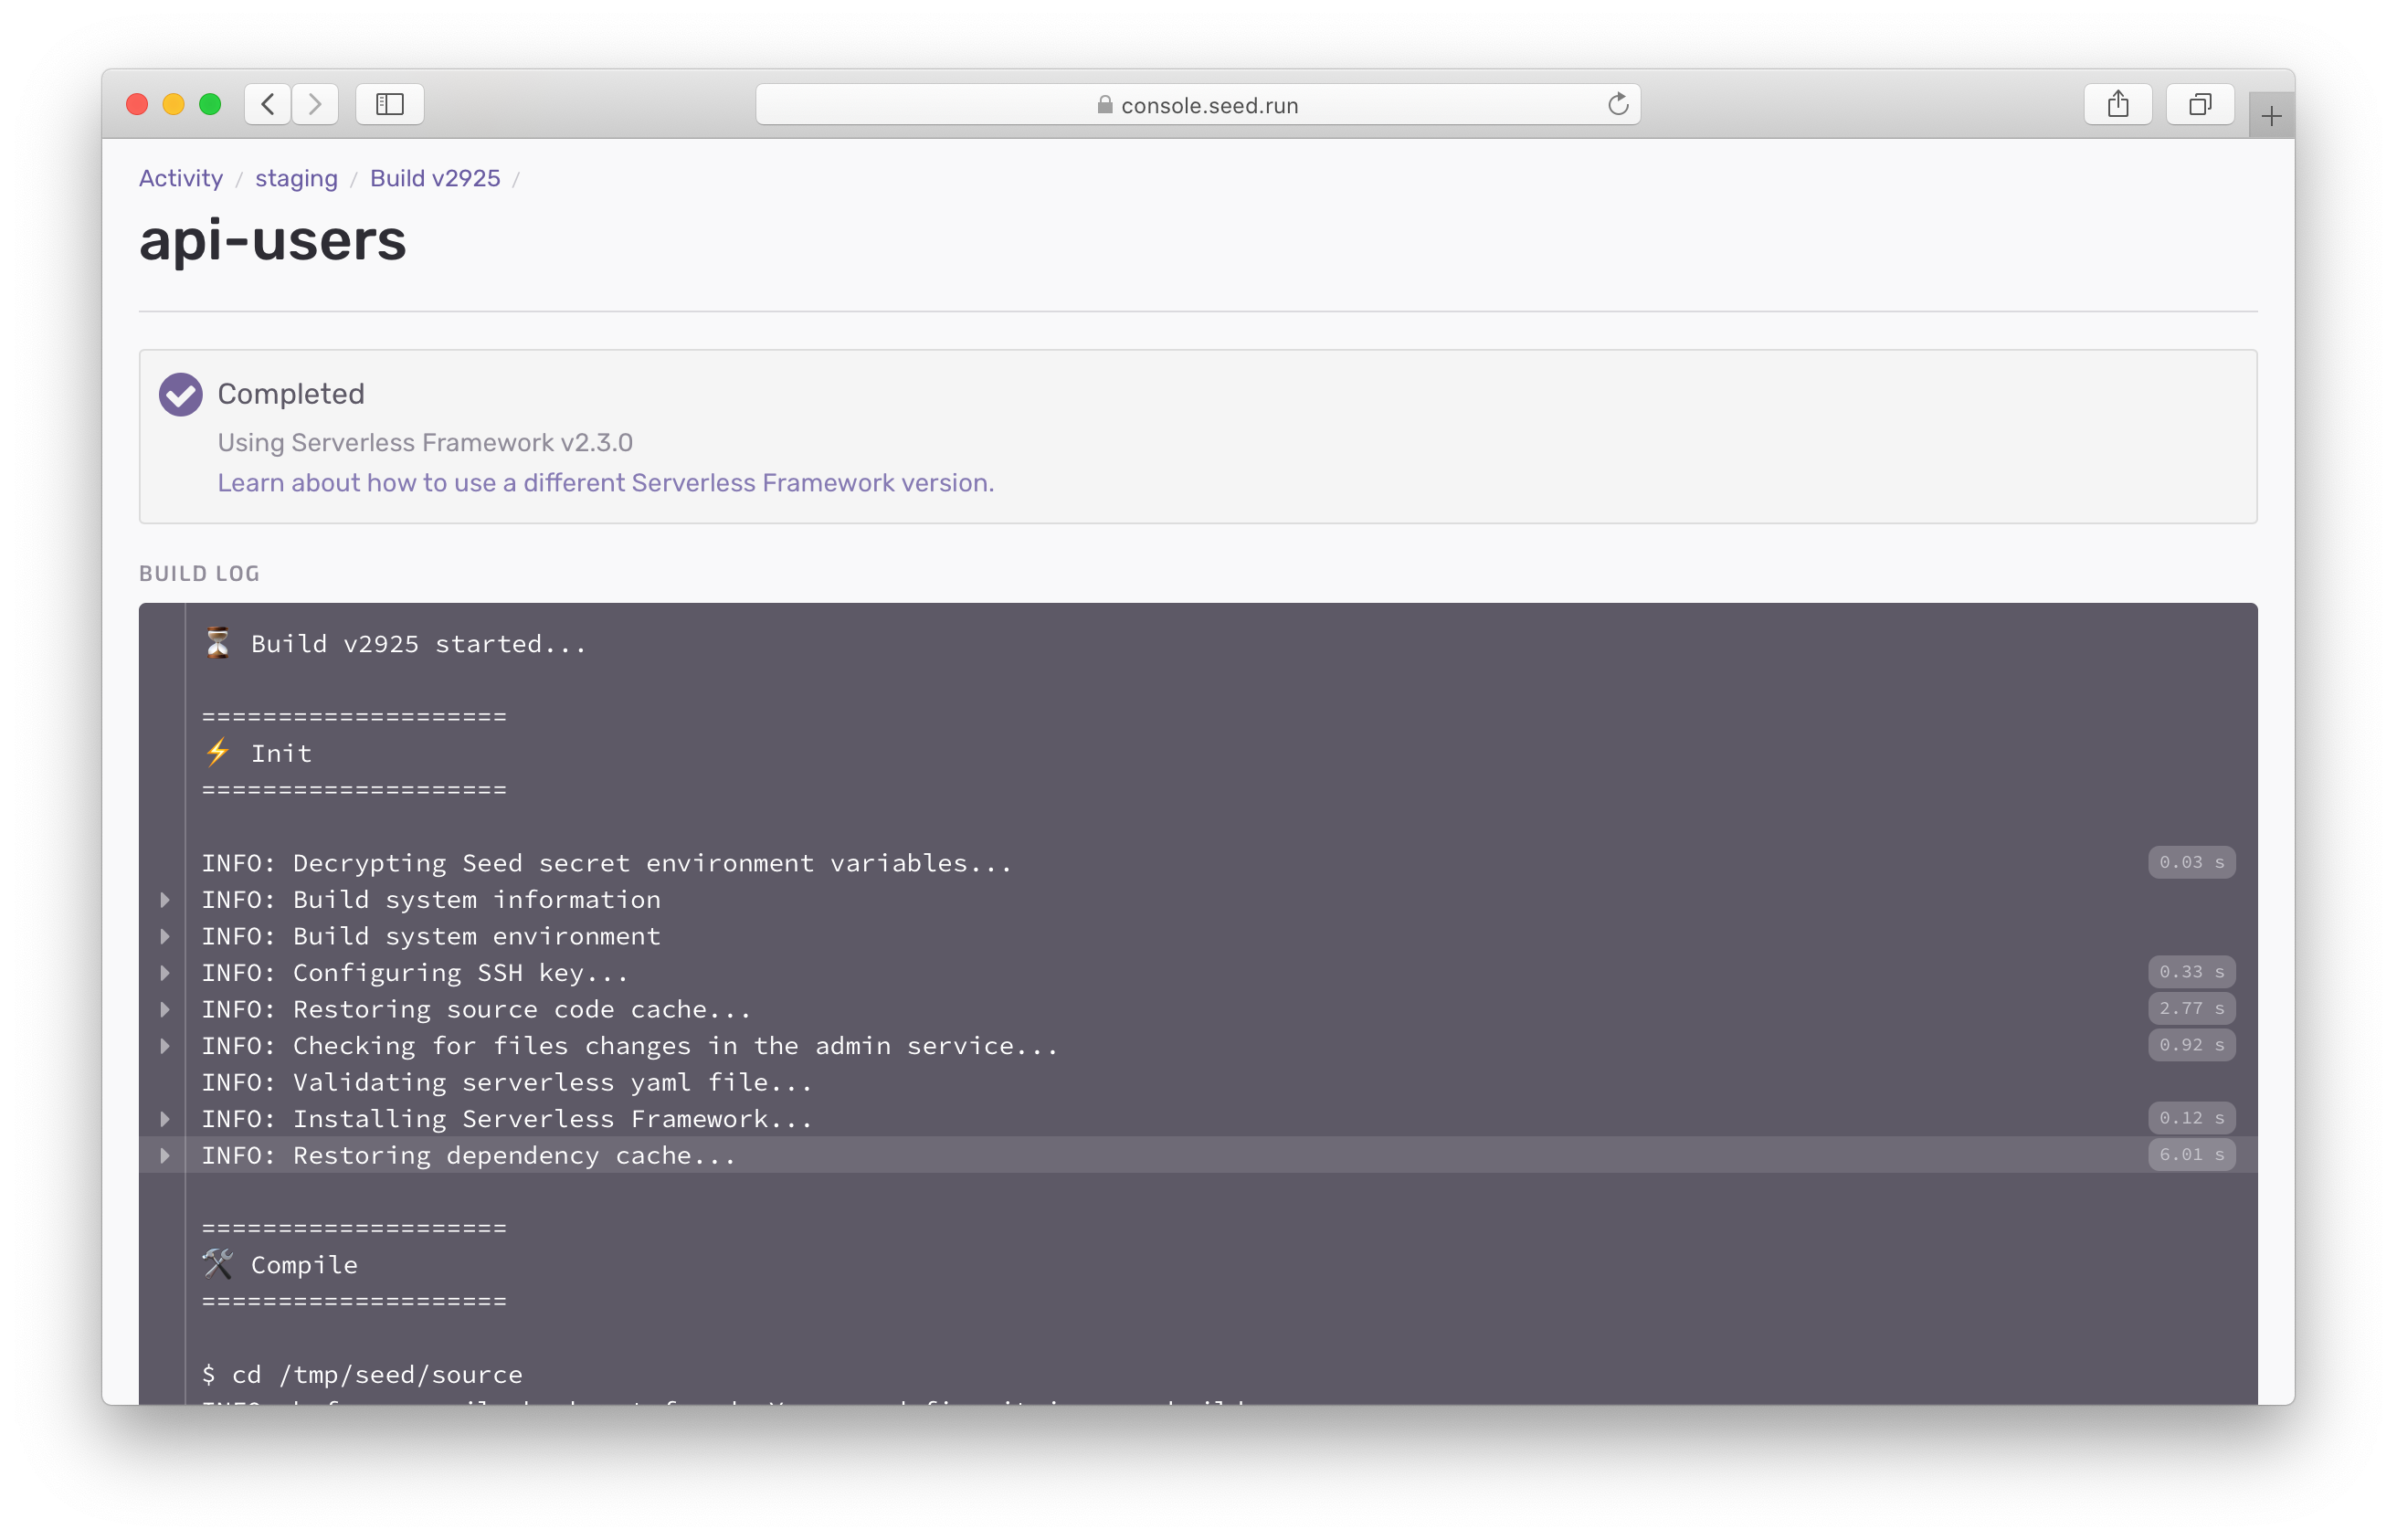 console.seed.run
Activity / staging / Build v2925 /
api-users
Completed
Using Serverless Framework v2.3.0
Learn about how to use a different Serverless Framework version.
BUILD LOG
⏳ Build v2925 started...
====================
⚡ Init
====================
INFO: Decrypting Seed secret environment variables... 0.03 s
INFO: Build system information
INFO: Build system environment
INFO: Configuring SSH key... 0.33 s
INFO: Restoring source code cache... 2.77 s
INFO: Checking for files changes in the admin service... 0.92 s
INFO: Validating serverless yaml file...
INFO: Installing Serverless Framework... 0.12 s
INFO: Restoring dependency cache... 6.01 s
====================
🛠 Compile
====================
$ cd /tmp/seed/source